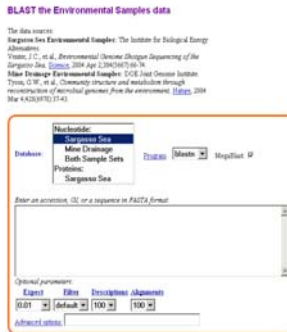 BLAST the Environmental Samples data
The data sources:
Sargasso Sea Environmental Samples: The Institute for Biological Energy
Alternatives.
Venter, J.C., et al., Environmental Genome Shotgun Sequencing of the
Sargasso Sea, Science, 2004 Apr 2;304(5667):66-74.
Mine Drainage Environmental Samples: DOE Joint Genome Institute.
Tyson, G.W., et al., Community structure and metabolism through
reconstruction of microbial genomes from the environment. Nature, 2004
Mar 4;428(6978):37-43.
Nucleotide:
Sargasso Sea
Mine Drainage
Both Sample Sets
Proteins:
Sargasso Sea
Database: Program blastn MegaBlast
Enter an accession, GI, or a sequence in FASTA format:
Optional parameters:
Expect Filter Descriptions Alignments
0.01 default 100 100
Advanced options: